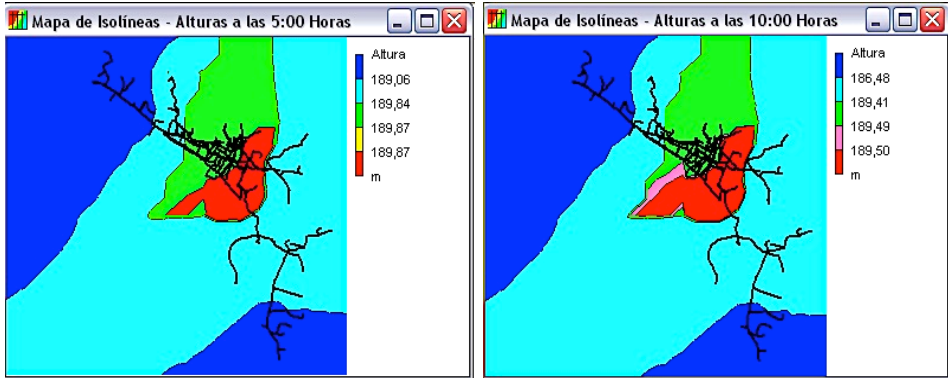 Mapa de Isolíneas - Alturas a las 5:00 Horas
Altura
189,06
189,84
189,87
189,87
m
Mapa de Isolíneas - Alturas a las 10:00 Horas
Altura
186,48
189,41
189,49
189,50
m